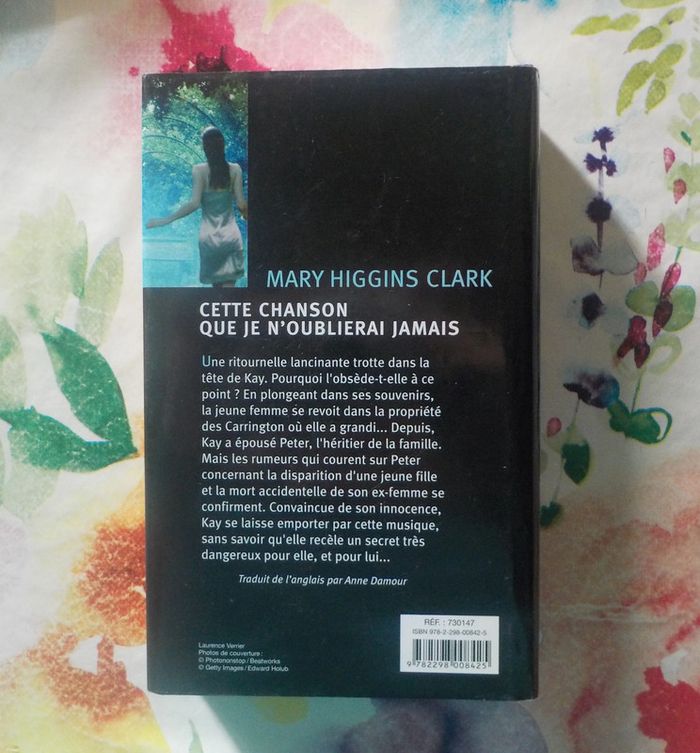 MARY HIGGINS CLARK
CETTE CHANSON
QUE JE N'OUBLIERAI JAMAIS
Une ritournelle lancinante trotte dans la
tête de Kay. Pourquoi l'obsède-t-elle à ce
point ? En plongeant dans ses souvenirs,
la jeune femme se revoit dans la propriété
des Carrington où elle a grandi... Depuis,
Kay a épousé Peter, l'héritier de la famille.
Mais les rumeurs qui courent sur Peter
concernant la disparition d'une jeune fille
et la mort accidentelle de son ex-femme se
confirment. Convaincue de son innocence,
Kay se laisse emporter par cette musique,
sans savoir qu'elle recèle un secret très
dangereux pour elle, et pour lui...
Traduit de l'anglais par Anne Damour
RÉF. : 730147
ISBN 978-2-298-00842-5
9 782298 008425
Laurence Verrier
Photos de couverture :
© Photononstop / Beatworks
© Getty Images / Edward Holub